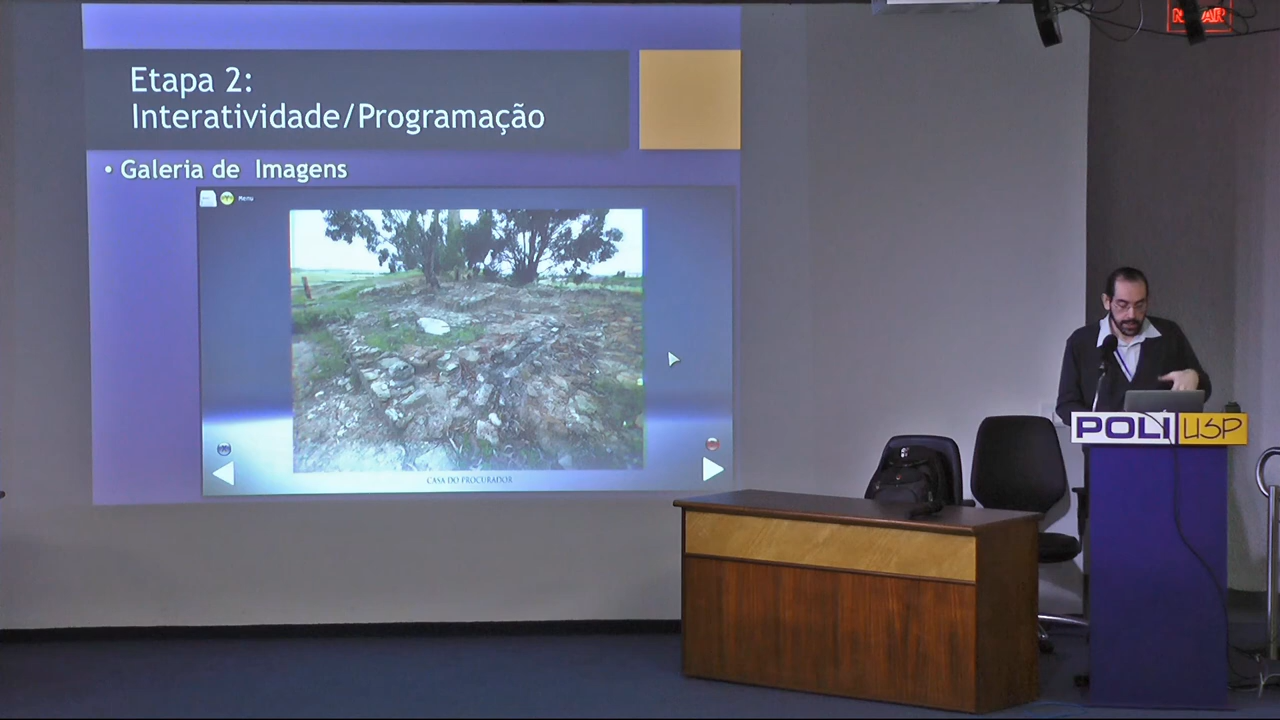 Etapa 2:
Interatividade/Programação
• Galeria de Imagens
Menu
CASA DO PROCURADOR
POLI USP